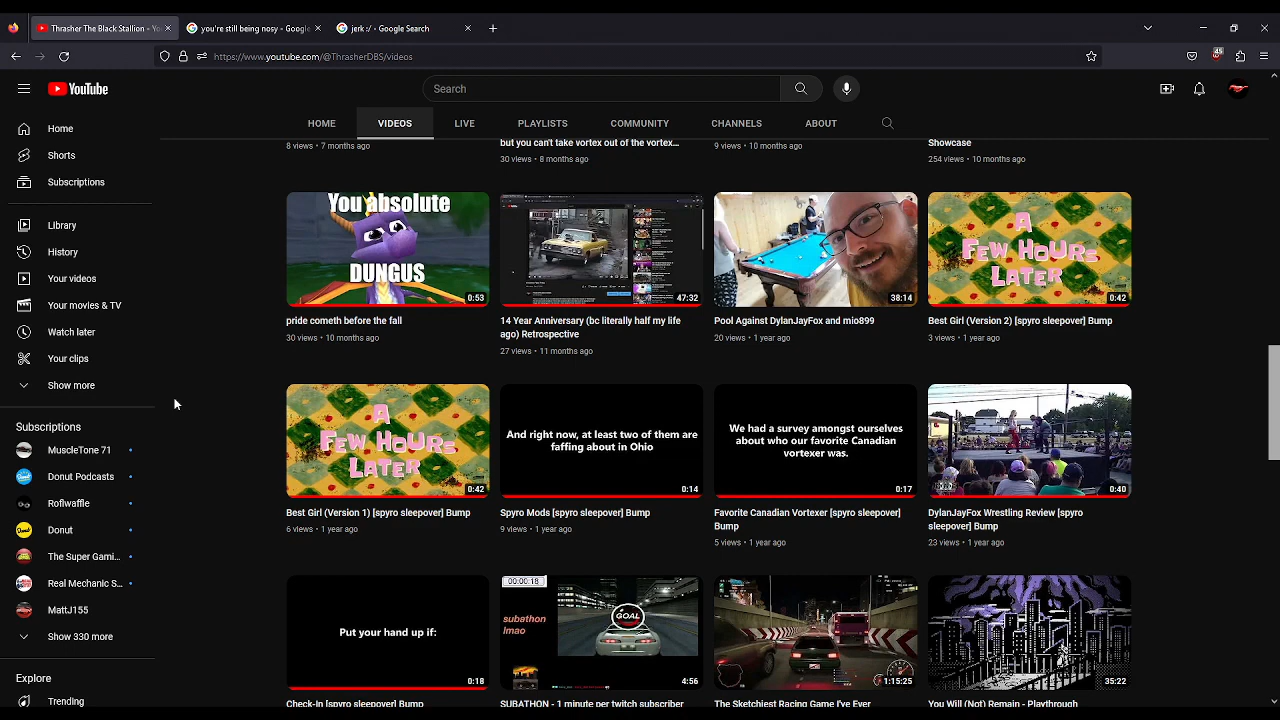 Thrasher The Black Stallion - Yo
you're still being nosy - Google
jerk :/ - Google Search
https://www.youtube.com/@ThrasherDBS/videos
45
YouTube
Search
HOME
VIDEOS
LIVE
PLAYLISTS
COMMUNITY
CHANNELS
ABOUT
Home
Shorts
Subscriptions
Library
History
Your videos
Your movies & TV
Watch later
Your clips
Show more
Subscriptions
MuscleTone 71
Donut Podcasts
Roflwaffle
Donut
The Super Gami...
Real Mechanic S...
MattJ155
Show 330 more
Explore
Trending
8 views • 7 months ago
but you can't take vortex out of the vortex...
30 views • 8 months ago
9 views • 10 months ago
Showcase
254 views • 10 months ago
You absolute
DUNGUS
0:53
pride cometh before the fall
30 views • 10 months ago
47:32
14 Year Anniversary (bc literally half my life
ago) Retrospective
27 views • 11 months ago
38:14
Pool Against DylanJayFox and mio899
20 views • 1 year ago
A
FEW HOURS
LATER
0:42
Best Girl (Version 2) [spyro sleepover] Bump
3 views • 1 year ago
A
FEW HOURS
LATER
0:42
Best Girl (Version 1) [spyro sleepover] Bump
6 views • 1 year ago
And right now, at least two of them are
faffing about in Ohio
0:14
Spyro Mods [spyro sleepover] Bump
9 views • 1 year ago
We had a survey amongst ourselves
about who our favorite Canadian
vortexer was.
0:17
Favorite Canadian Vortexer [spyro sleepover]
Bump
5 views • 1 year ago
0:40
DylanJayFox Wrestling Review [spyro
sleepover] Bump
23 views • 1 year ago
Put your hand up if:
0:18
Check-In [spyro sleepover] Bump
00:00:18
subathon
lmao
GOAL
4:56
SUBATHON - 1 minute per twitch subscriber
1:15:25
The Sketchiest Racing Game I've Ever
35:22
You Will (Not) Remain - Playthrough